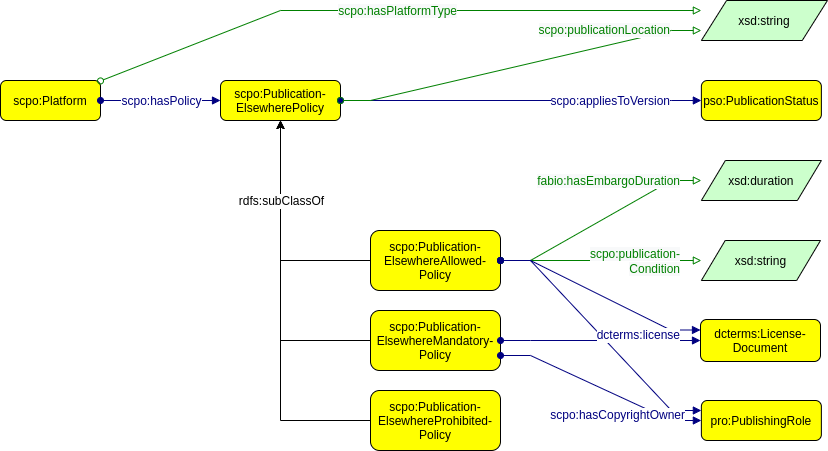 scpo:hasPlatformType
xsd:string
scpo:publicationLocation
scpo:Platform
scpo:hasPolicy
scpo:Publication-
ElsewherePolicy
scpo:appliesToVersion
pso:PublicationStatus
fabio:hasEmbargoDuration
xsd:duration
rdfs:subClassOf
scpo:Publication-
ElsewhereAllowed-
Policy
scpo:publication-
Condition
xsd:string
scpo:Publication-
ElsewhereMandatory-
Policy
dcterms:license
dcterms:License-
Document
scpo:Publication-
ElsewhereProhibited-
Policy
scpo:hasCopyrightOwner
pro:PublishingRole